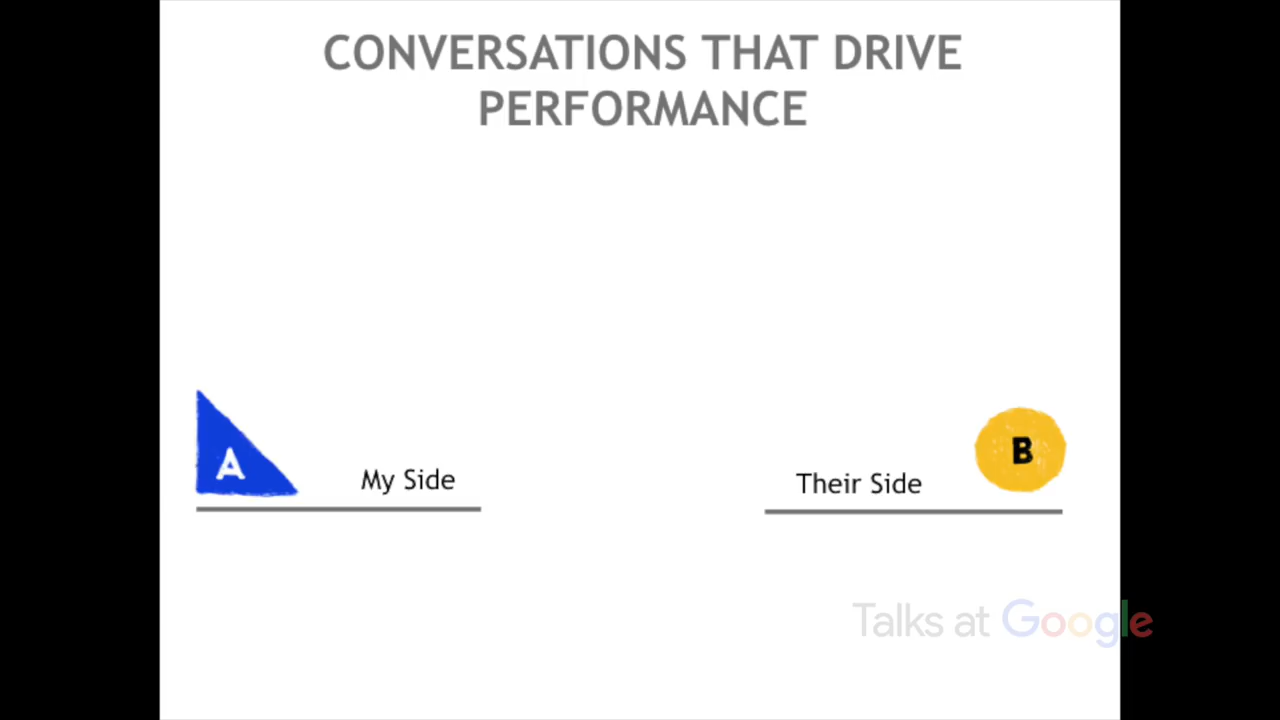 CONVERSATIONS THAT DRIVE
PERFORMANCE
A
My Side
Their Side
B
Talks at Google